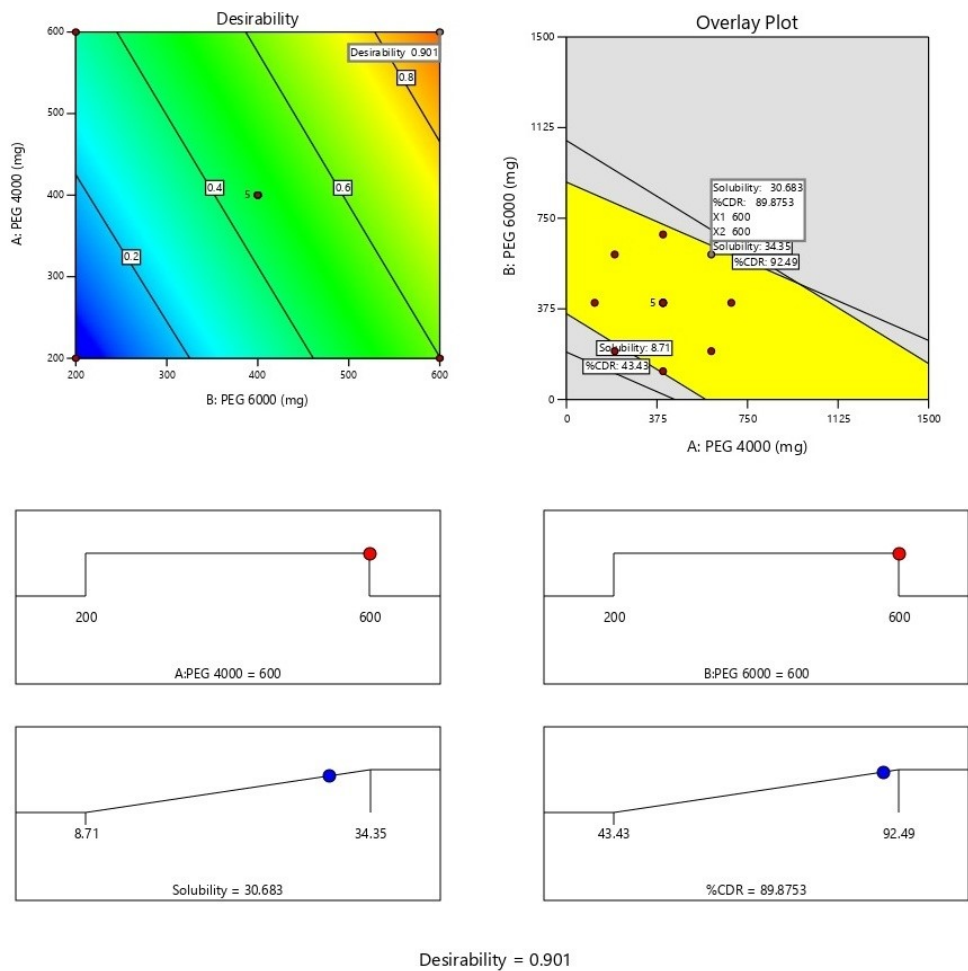 Desirability
600
500
400
300
200
A: PEG 4000 (mg)
Desirability 0.901
0.8
0.4
0.6
5
0.2
200
300
400
500
600
B: PEG 6000 (mg)
Overlay Plot
1500
1125
750
375
0
B: PEG 6000 (mg)
Solubility: 30.683
%CDR: 89.8753
X1 600
X2 600
Solubility: 34.35
%CDR: 92.49
5
Solubility: 8.71
%CDR: 43.43
0
375
750
1125
1500
A: PEG 4000 (mg)
200
600
A:PEG 4000 = 600
200
600
B:PEG 6000 = 600
8.71
34.35
Solubility = 30.683
43.43
92.49
%CDR = 89.8753
Desirability = 0.901